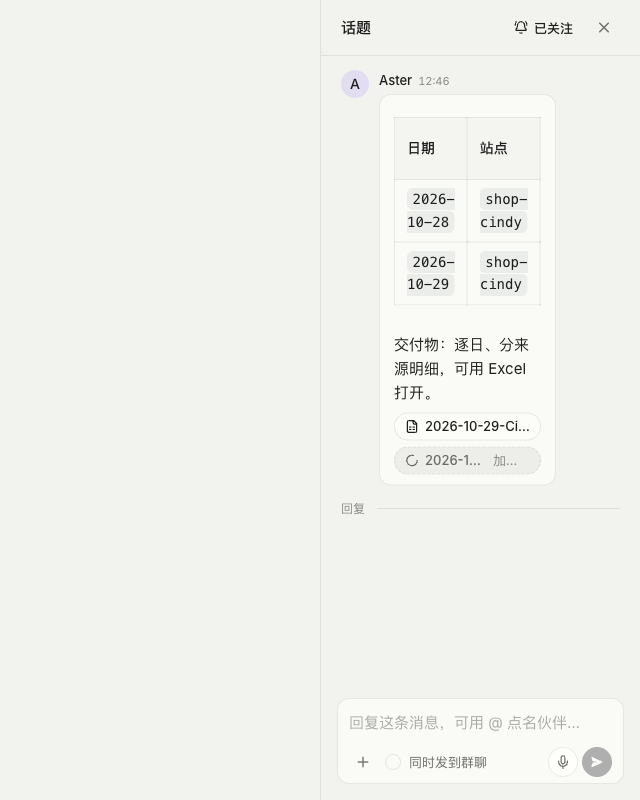 话题
已关注
A
Aster 12:46
日期 站点
2026-
10-28
shop-
cindy
2026-
10-29
shop-
cindy
交付物：逐日、分来
源明细，可用 Excel
打开。
2026-10-29-Ci...
2026-1... 加...
回复
回复这条消息，可用 @ 点名伙伴...
同时发到群聊